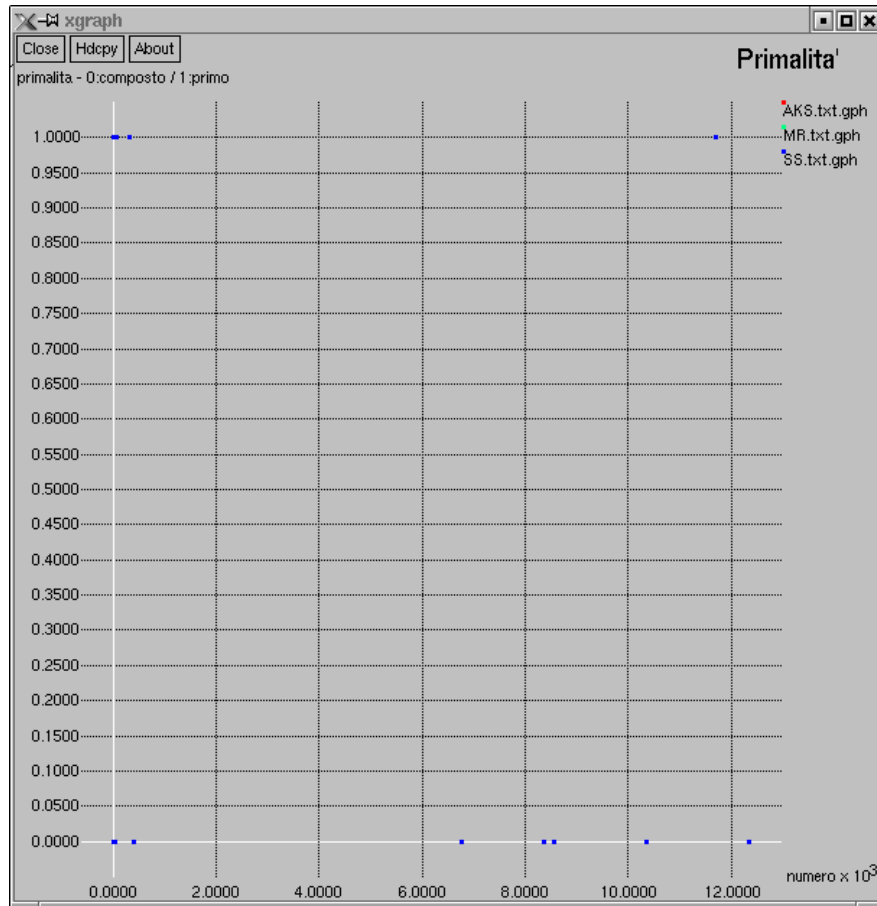 xgraph
Close Hdcpy About
Primalita'
primalita - 0:composto / 1:primo
AKS.txt.gph
MR.txt.gph
SS.txt.gph
1.0000
0.9500
0.9000
0.8500
0.8000
0.7500
0.7000
0.6500
0.6000
0.5500
0.5000
0.4500
0.4000
0.3500
0.3000
0.2500
0.2000
0.1500
0.1000
0.0500
0.0000
numero x 10^3
0.0000 2.0000 4.0000 6.0000 8.0000 10.0000 12.0000